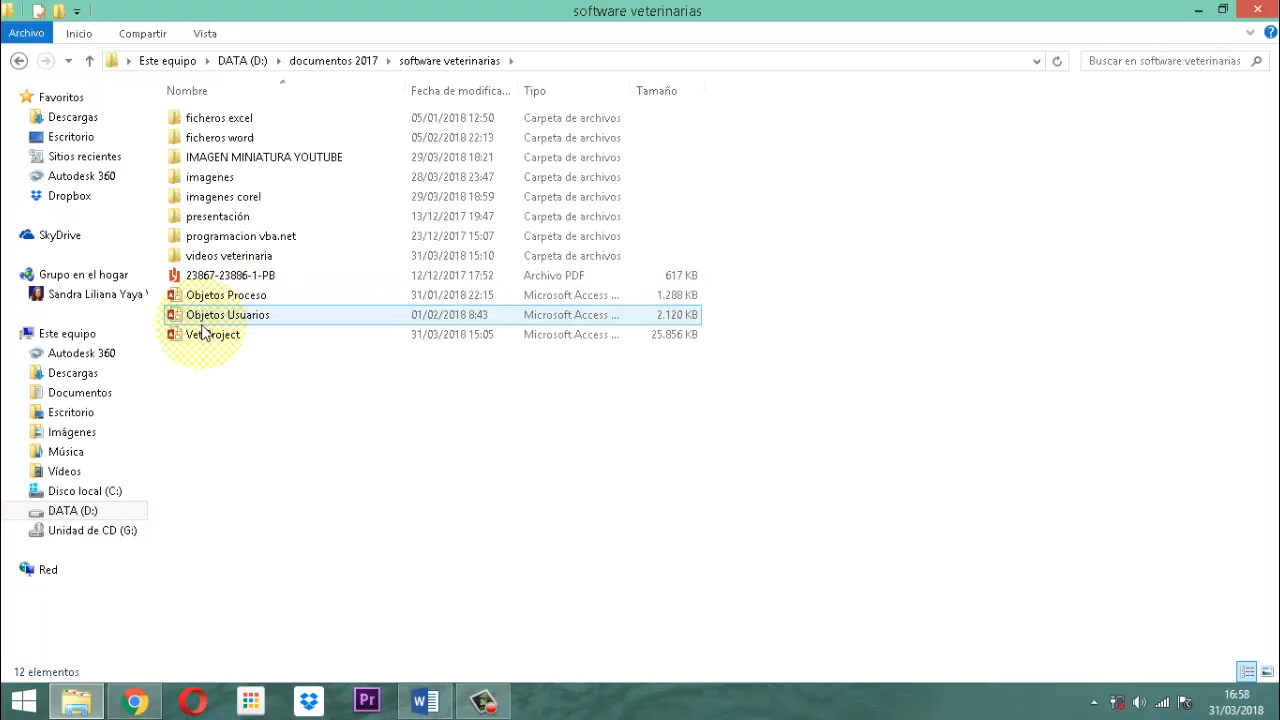 software veterinarias
Archivo Inicio Compartir Vista
Este equipo DATA (D:) documentos 2017 software veterinarias Buscar en software veterinarias
Nombre Fecha de modifica... Tipo Tamaño
Favoritos
Descargas
Escritorio
Sitios recientes
Autodesk 360
Dropbox
SkyDrive
Grupo en el hogar
Sandra Liliana Yaya
Este equipo
Autodesk 360
Descargas
Documentos
Escritorio
Imágenes
Música
Vídeos
Disco local (C:)
DATA (D:)
Unidad de CD (G:)
Red
ficheros excel 05/01/2018 12:50 Carpeta de archivos
ficheros word 05/02/2018 22:13 Carpeta de archivos
IMAGEN MINIATURA YOUTUBE 29/03/2018 18:21 Carpeta de archivos
imagenes 28/03/2018 23:47 Carpeta de archivos
imagenes corel 29/03/2018 18:59 Carpeta de archivos
presentación 13/12/2017 19:47 Carpeta de archivos
programacion vba.net 23/12/2017 15:07 Carpeta de archivos
videos veterinaria 31/03/2018 15:10 Carpeta de archivos
23867-23886-1-PB 12/12/2017 17:52 Archivo PDF 617 KB
Objetos Proceso 31/01/2018 22:15 Microsoft Access ... 1.288 KB
Objetos Usuarios 01/02/2018 8:43 Microsoft Access ... 2.120 KB
VetProject 31/03/2018 15:05 Microsoft Access ... 25.856 KB
12 elementos
Pr
16:58
31/03/2018